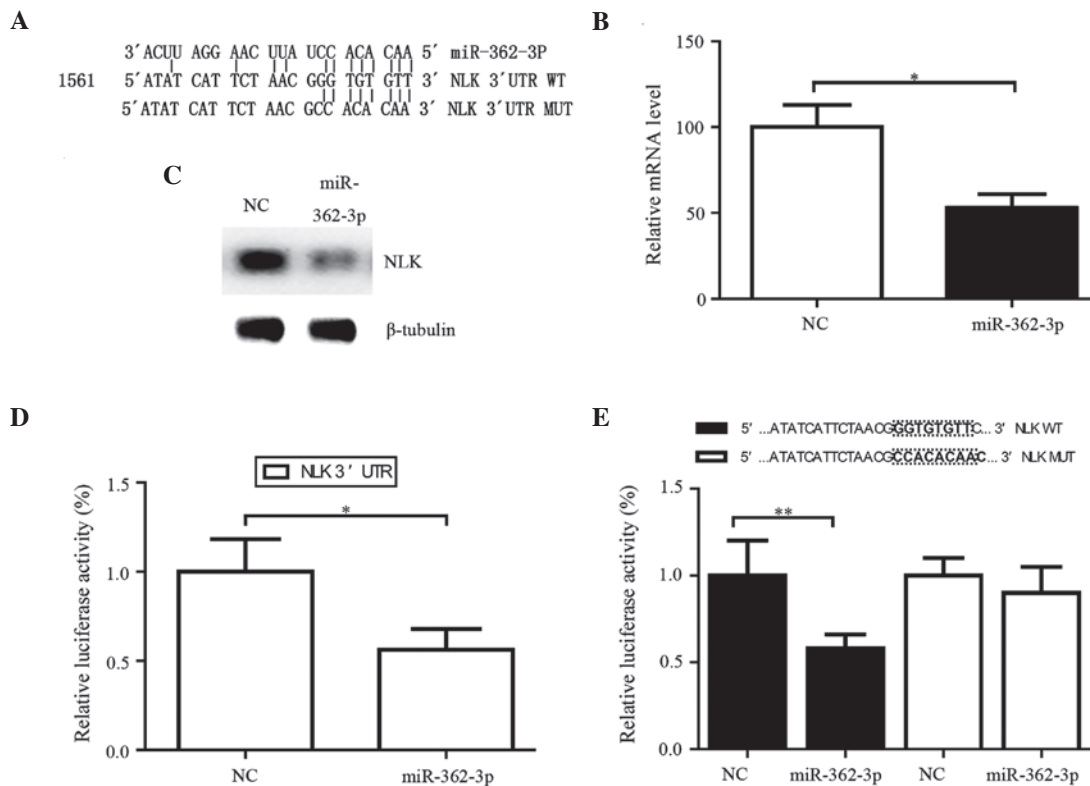 A
3′ACUU AGG AAC UUA UCC ACA CAA 5′ miR-362-3P
1561 5′ATAT CAT TCT AAC GGG TGT GTT 3′ NLK 3′UTR WT
5′ATAT CAT TCT AAC GCC ACA CAA 3′ NLK 3′UTR MUT
B
Relative mRNA level
150
100
50
0
*
NC
miR-362-3p
C
NC
miR-
362-3p
NLK
β-tubulin
D
NLK 3′ UTR
Relative luciferase activity (%)
1.5
1.0
0.5
0.0
*
NC
miR-362-3p
E
5′ ...ATATCATTCTAACGGGTGTGTTC... 3′ NLK WT
5′ ...ATATCATTCTAACGCCACACAAC... 3′ NLK MUT
Relative luciferase activity (%)
1.5
1.0
0.5
0.0
**
NC
miR-362-3p
NC
miR-362-3p